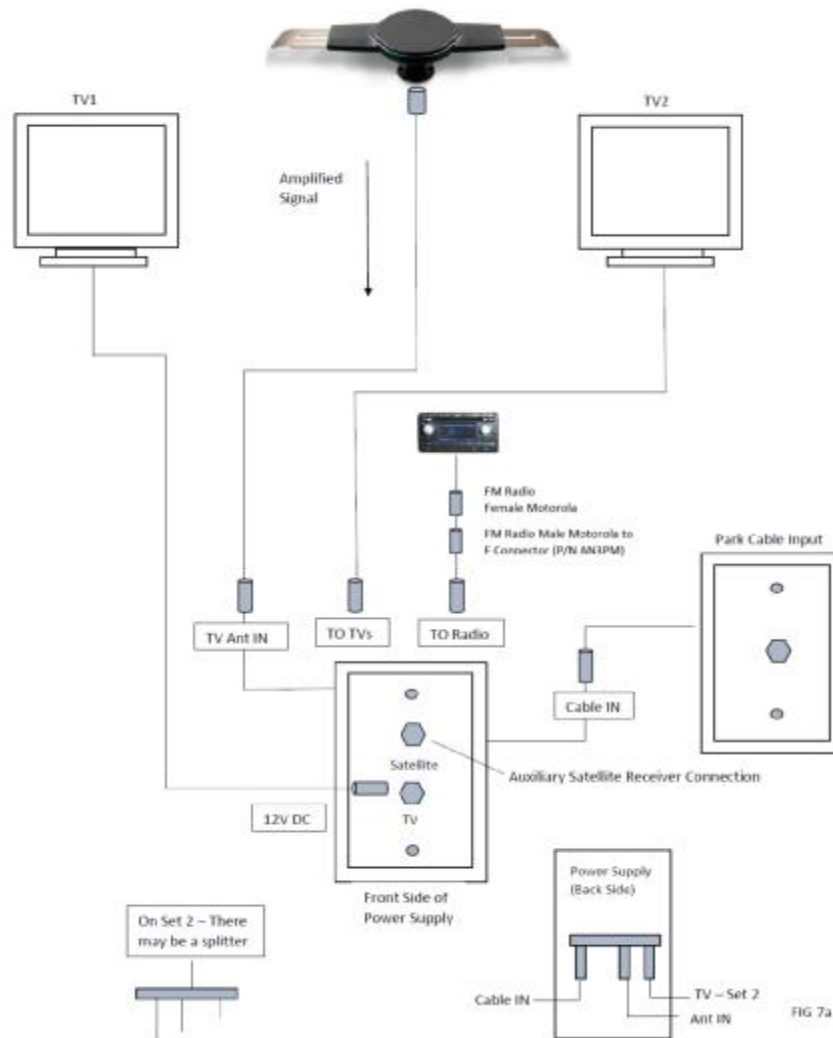 TV1
TV2
Amplified
Signal
FM Radio
Female Motorola
FM Radio Male Motorola to
F Connector (P/N AN3PM)
Park Cable Input
TV Ant IN
TO TVs
TO Radio
Cable IN
Satellite
Auxiliary Satellite Receiver Connection
12V DC
TV
Front Side of
Power Supply
Power Supply
(Back Side)
On Set 2 – There
may be a splitter
Cable IN
TV – Set 2
Ant IN
FIG 7a